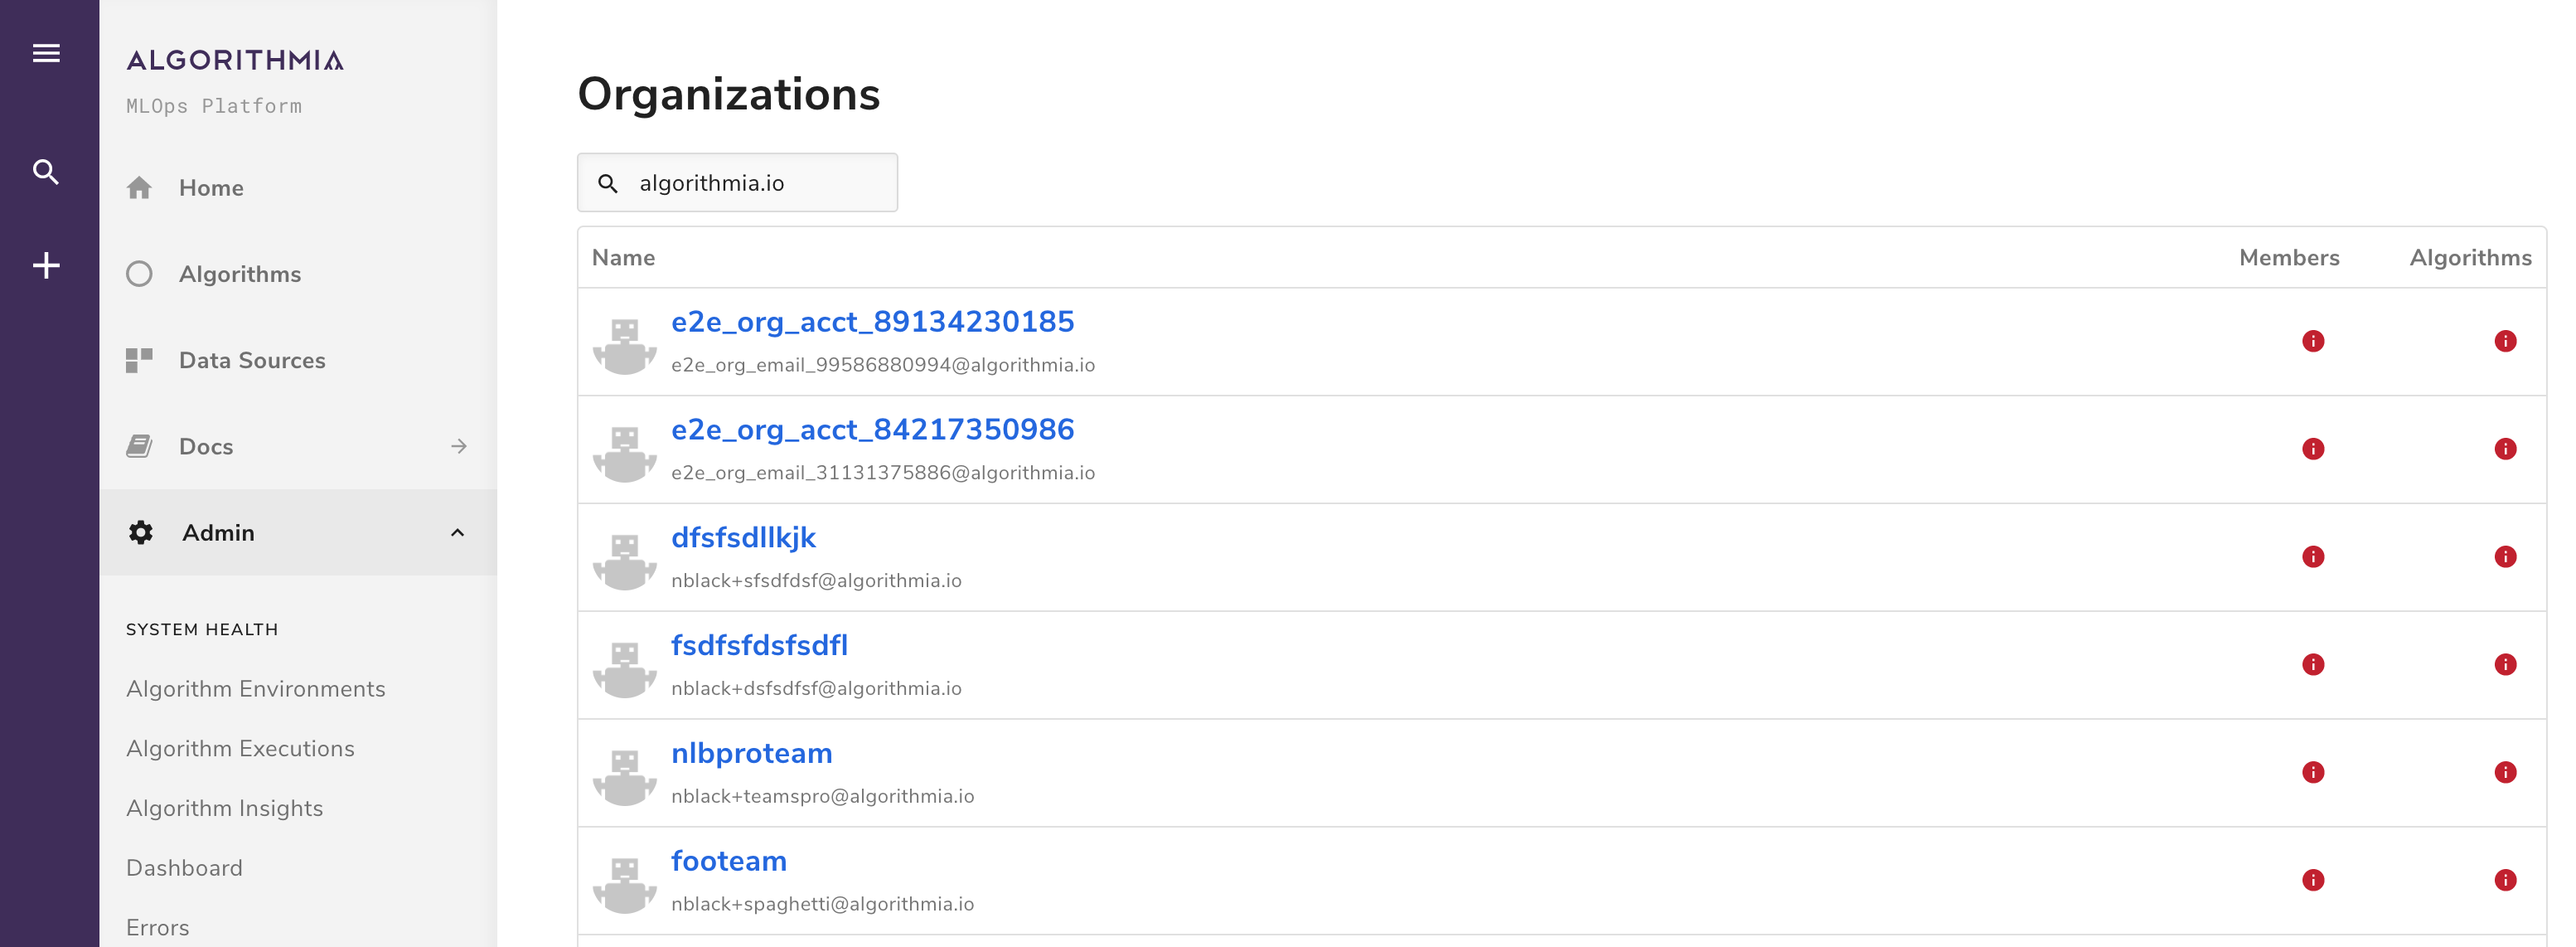 ALGORITHMIA
MLOps Platform
Home
Algorithms
Data Sources
Docs
Admin
SYSTEM HEALTH
Algorithm Environments
Algorithm Executions
Algorithm Insights
Dashboard
Errors
Organizations
algorithmia.io
Name Members Algorithms
e2e_org_acct_89134230185
e2e_org_email_99586880994@algorithmia.io
e2e_org_acct_84217350986
e2e_org_email_31131375886@algorithmia.io
dfsfsdllkjk
nblack+sfsdfdsf@algorithmia.io
fsdfsfdsfsdfl
nblack+dsfsdfsf@algorithmia.io
nlbproteam
nblack+teamspro@algorithmia.io
footeam
nblack+spaghetti@algorithmia.io